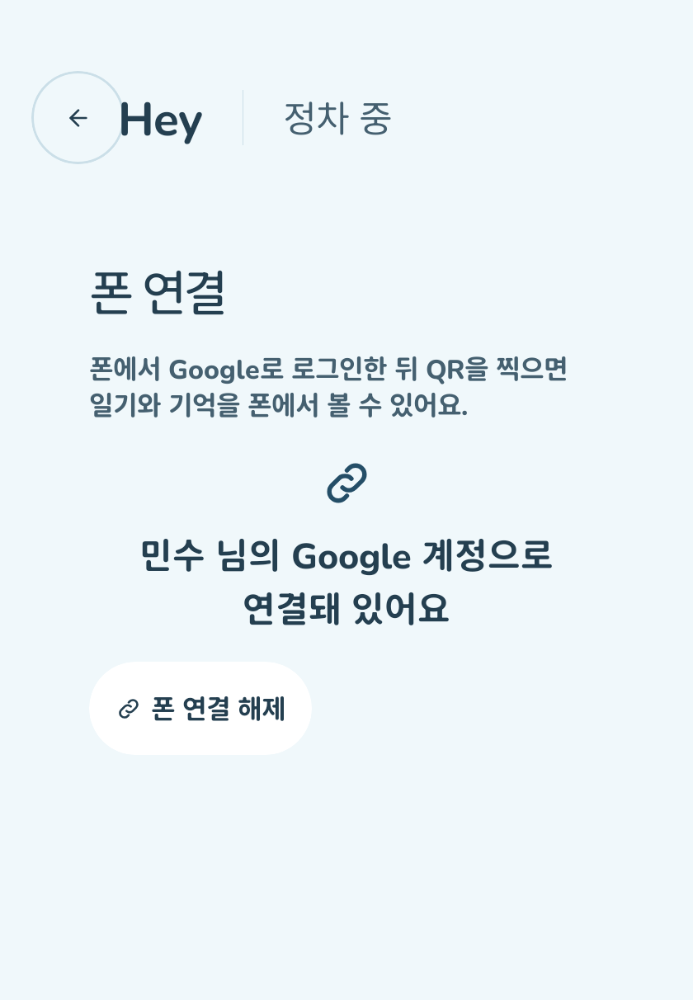 Hey
정차 중
폰 연결
폰에서 Google로 로그인한 뒤 QR을 찍으면
일기와 기억을 폰에서 볼 수 있어요.
민수 님의 Google 계정으로
연결돼 있어요
폰 연결 해제